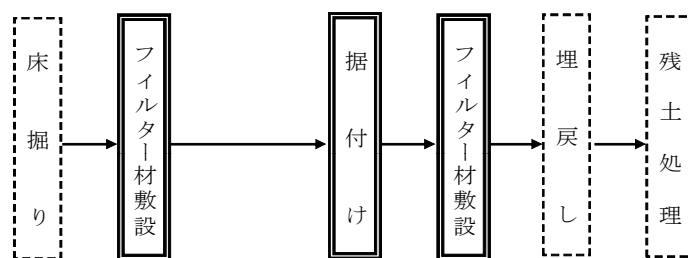 床掘り
フィルター材敷設
据付け
フィルター材敷設
埋戻し
残土処理